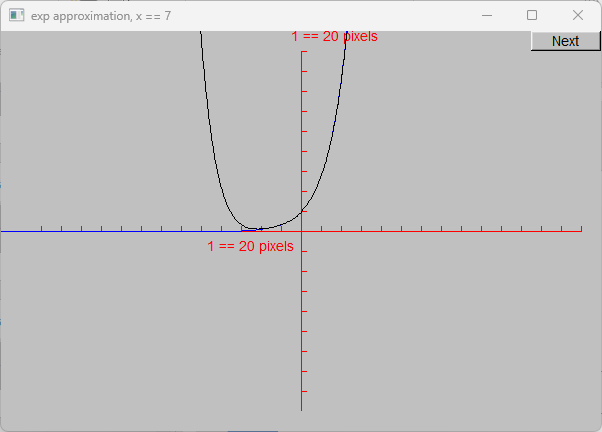 exp approximation, x == 7
1 == 20 pixels
Next
1 == 20 pixels